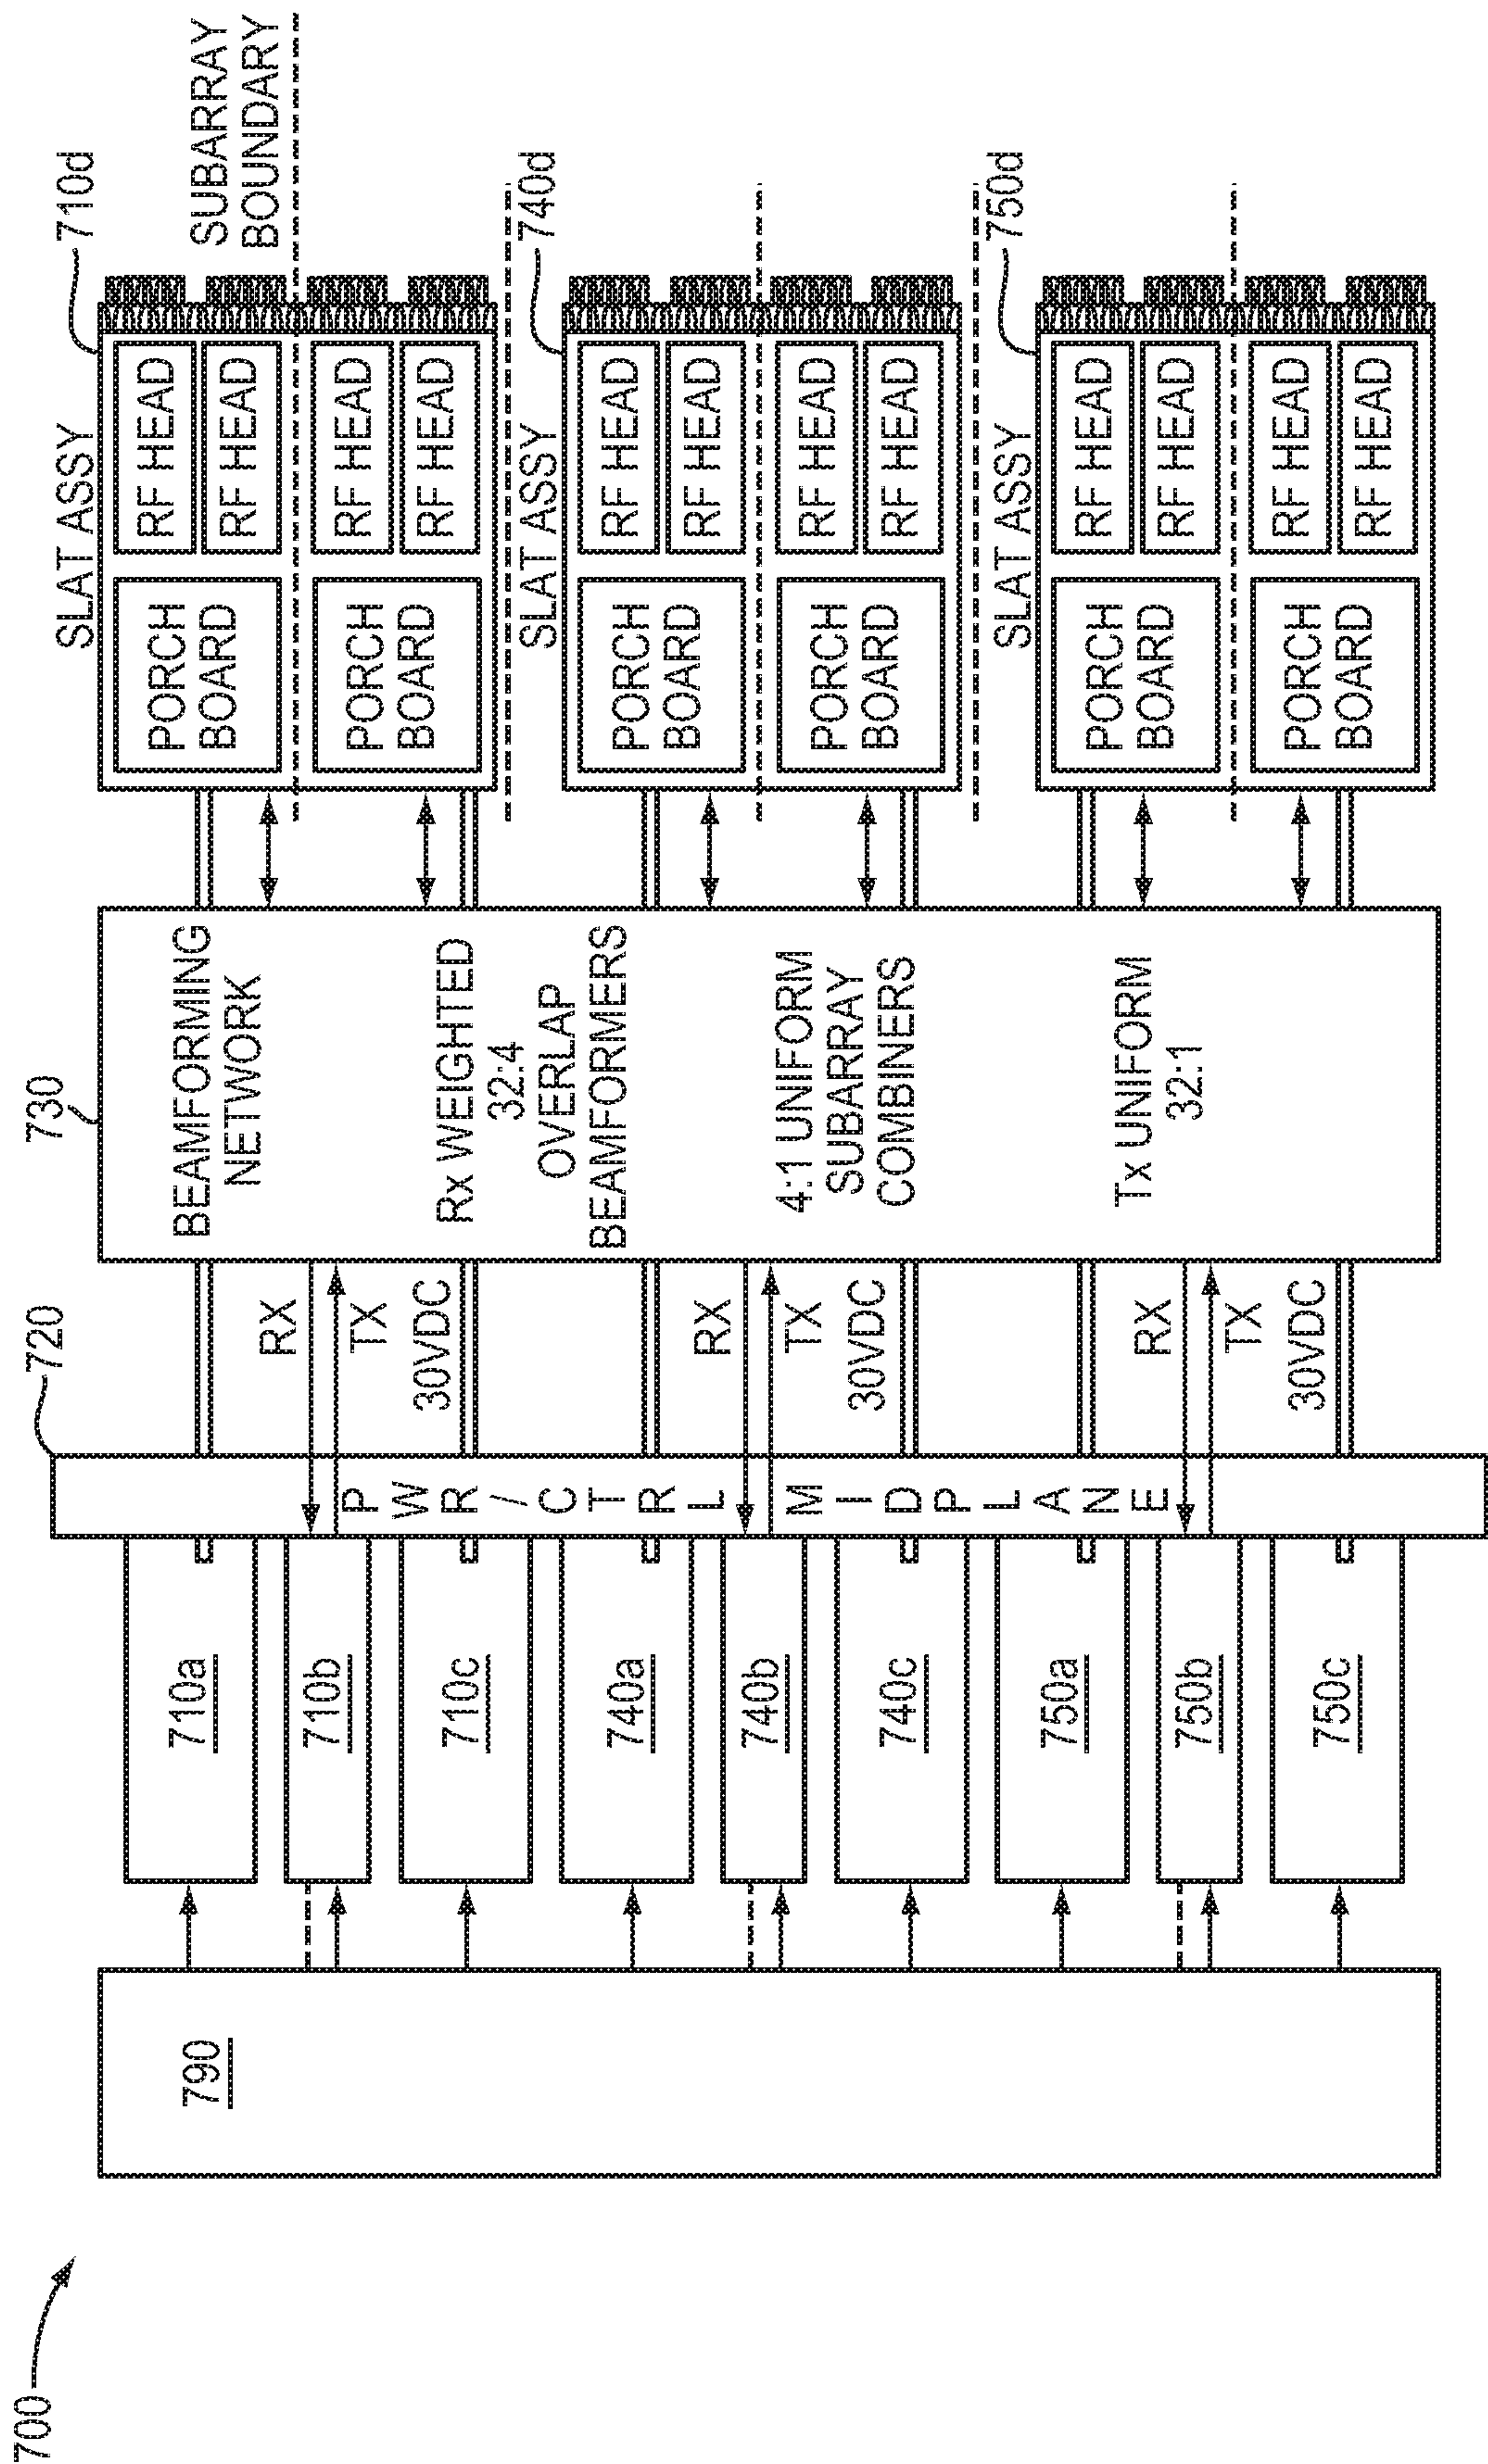 700
790
710a
710b
710c
740a
740b
740c
750a
750b
750c
720
PWR/CTRL MIDPLANE
RX
TX
30VDC
RX
TX
30VDC
RX
TX
30VDC
730
BEAMFORMING
NETWORK
Rx WEIGHTED
32:4
OVERLAP
BEAMFORMERS
4:1 UNIFORM
SUBARRAY
COMBINERS
Tx UNIFORM
32:1
SLAT ASSY
710d
PORCH
BOARD
RF HEAD
RF HEAD
PORCH
BOARD
RF HEAD
RF HEAD
SUBARRAY
BOUNDARY
SLAT ASSY
740d
PORCH
BOARD
RF HEAD
RF HEAD
PORCH
BOARD
RF HEAD
RF HEAD
SLAT ASSY
750d
PORCH
BOARD
RF HEAD
RF HEAD
PORCH
BOARD
RF HEAD
RF HEAD